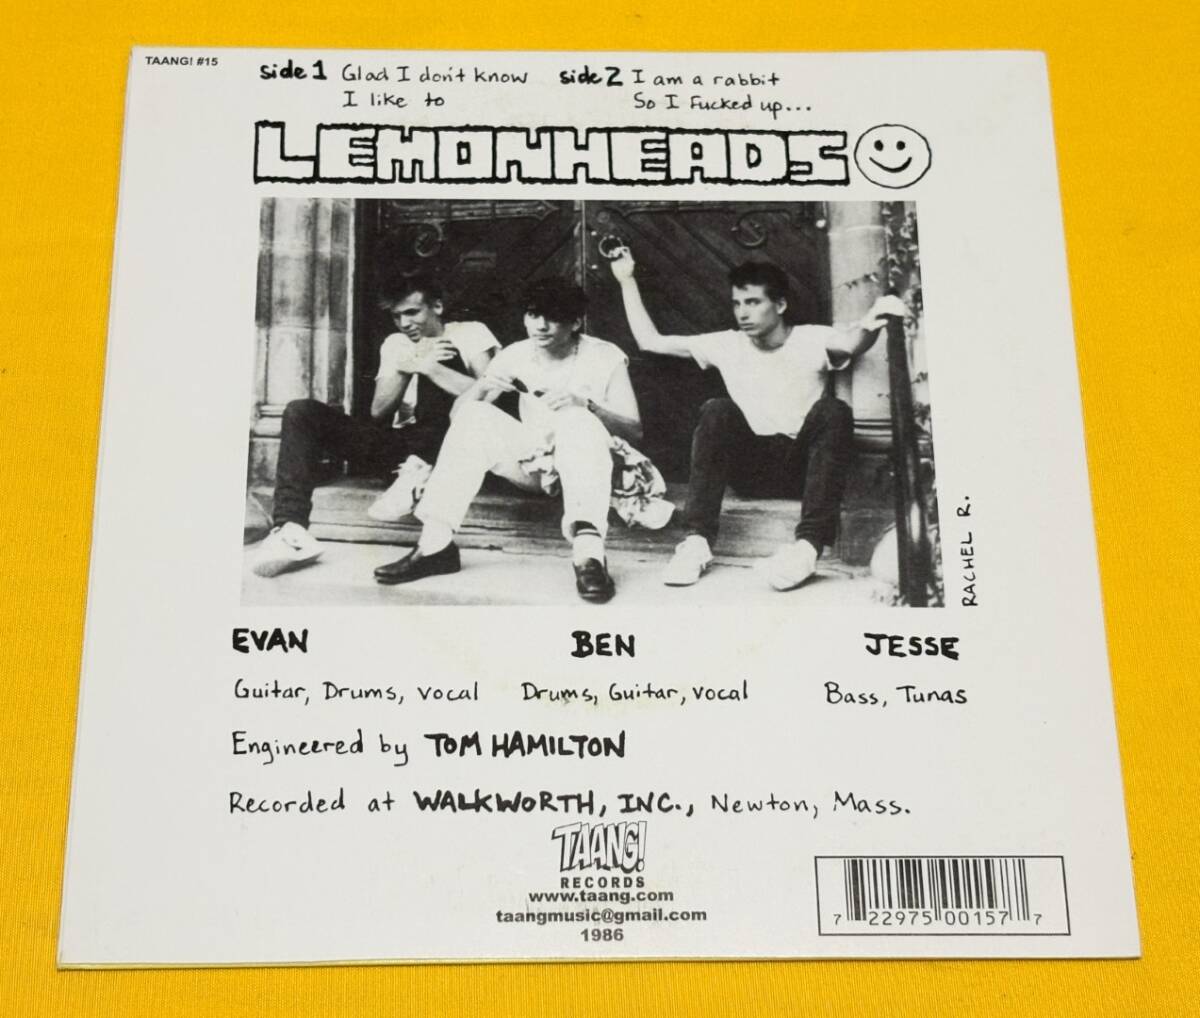 TAANG! #15
side 1 Glad I don't know side 2 I am a rabbit
I like to So I Fucked up...
LEMONHEADS
RACHEL R.
EVAN BEN JESSE
Guitar, Drums, vocal Drums, Guitar, vocal Bass, Tunas
Engineered by TOM HAMILTON
Recorded at WALKWORTH, INC., Newton, Mass.
TAANG!
RECORDS
www.taang.com
taangmusic@gmail.com
1986
7 22975 00157 7